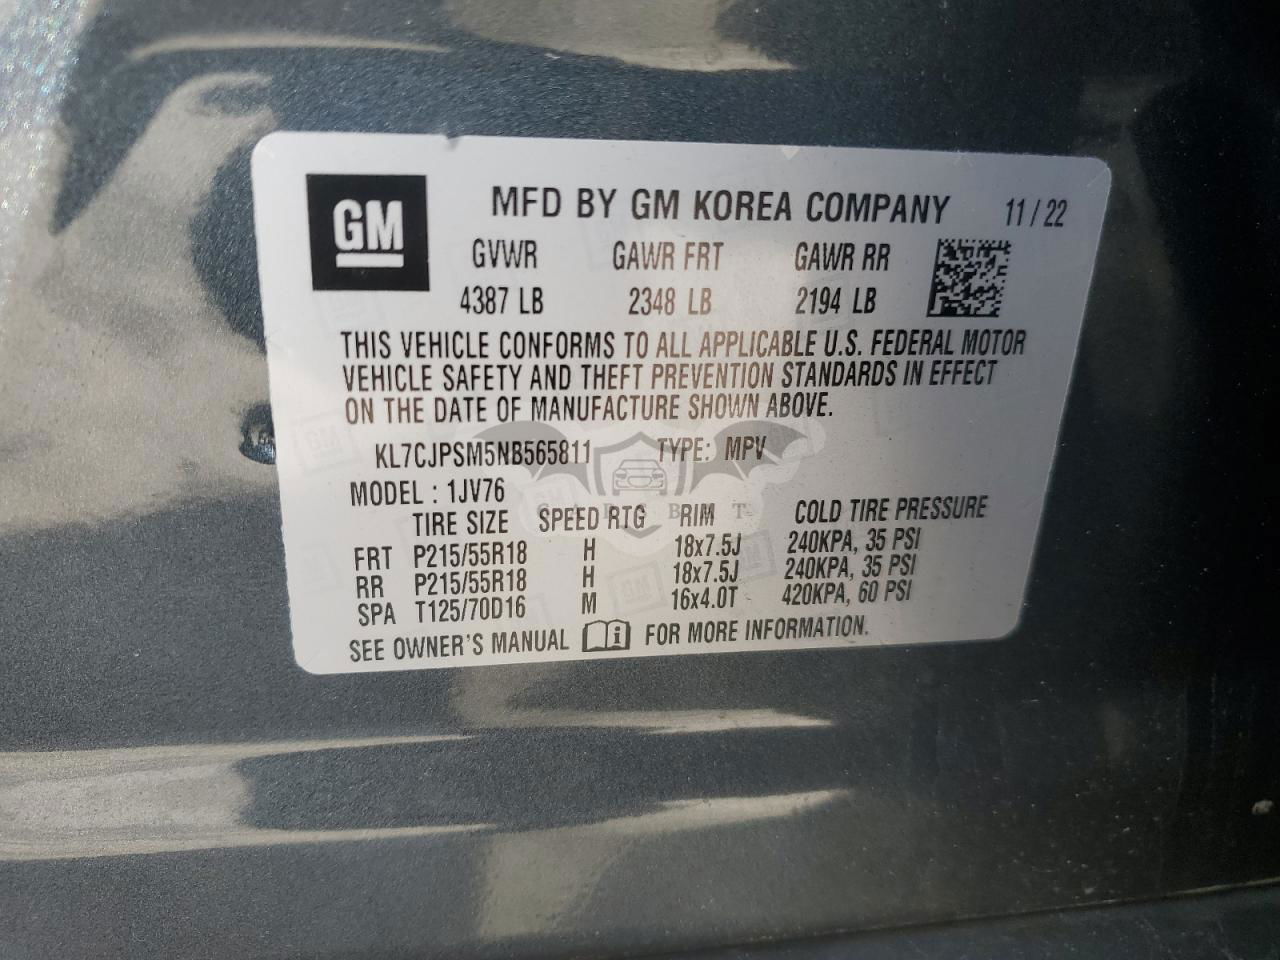 GM MFD BY GM KOREA COMPANY 11 / 22
GVWR GAWR FRT GAWR RR
4387 LB 2348 LB 2194 LB
THIS VEHICLE CONFORMS TO ALL APPLICABLE U.S. FEDERAL MOTOR
VEHICLE SAFETY AND THEFT PREVENTION STANDARDS IN EFFECT
ON THE DATE OF MANUFACTURE SHOWN ABOVE.
KL7CJPSM5NB565811 TYPE: MPV
MODEL : 1JV76
TIRE SIZE SPEED RTG RIM COLD TIRE PRESSURE
FRT P215/55R18 H 18x7.5J 240KPA, 35 PSI
RR P215/55R18 H 18x7.5J 240KPA, 35 PSI
SPA T125/70D16 M 16x4.0T 420KPA, 60 PSI
SEE OWNER'S MANUAL FOR MORE INFORMATION.